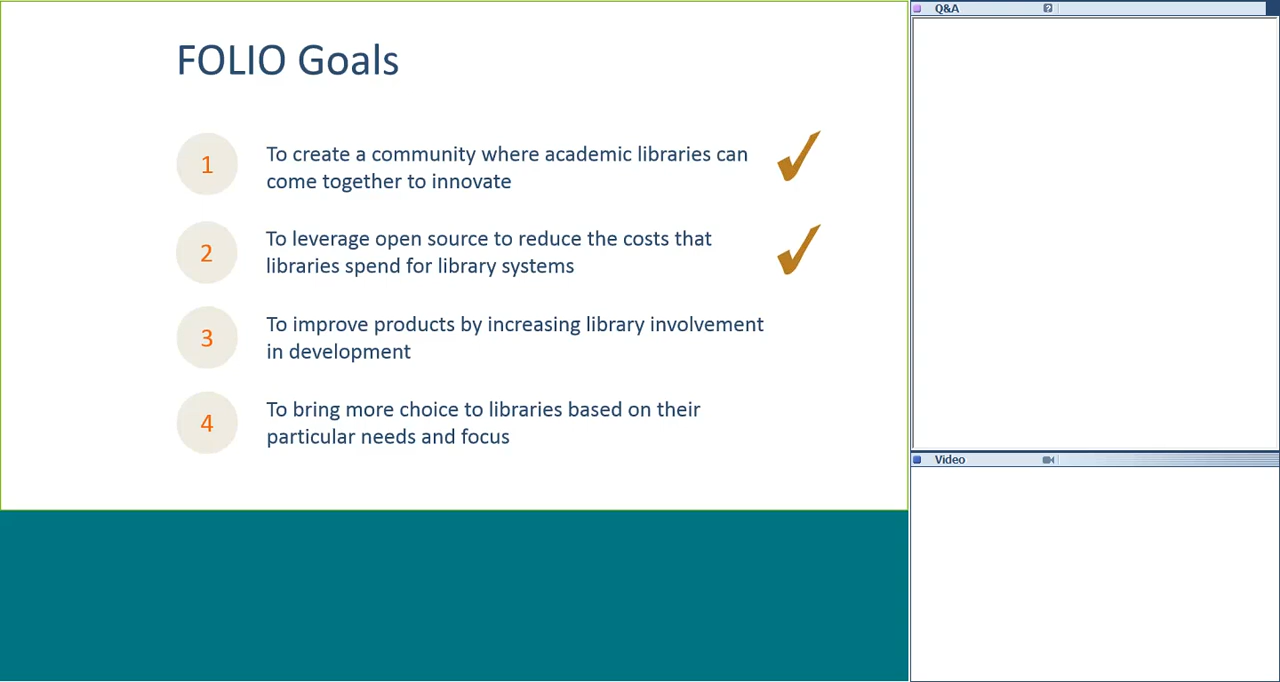 FOLIO Goals
1
To create a community where academic libraries can
come together to innovate
2
To leverage open source to reduce the costs that
libraries spend for library systems
3
To improve products by increasing library involvement
in development
4
To bring more choice to libraries based on their
particular needs and focus
Q&A
?
Video